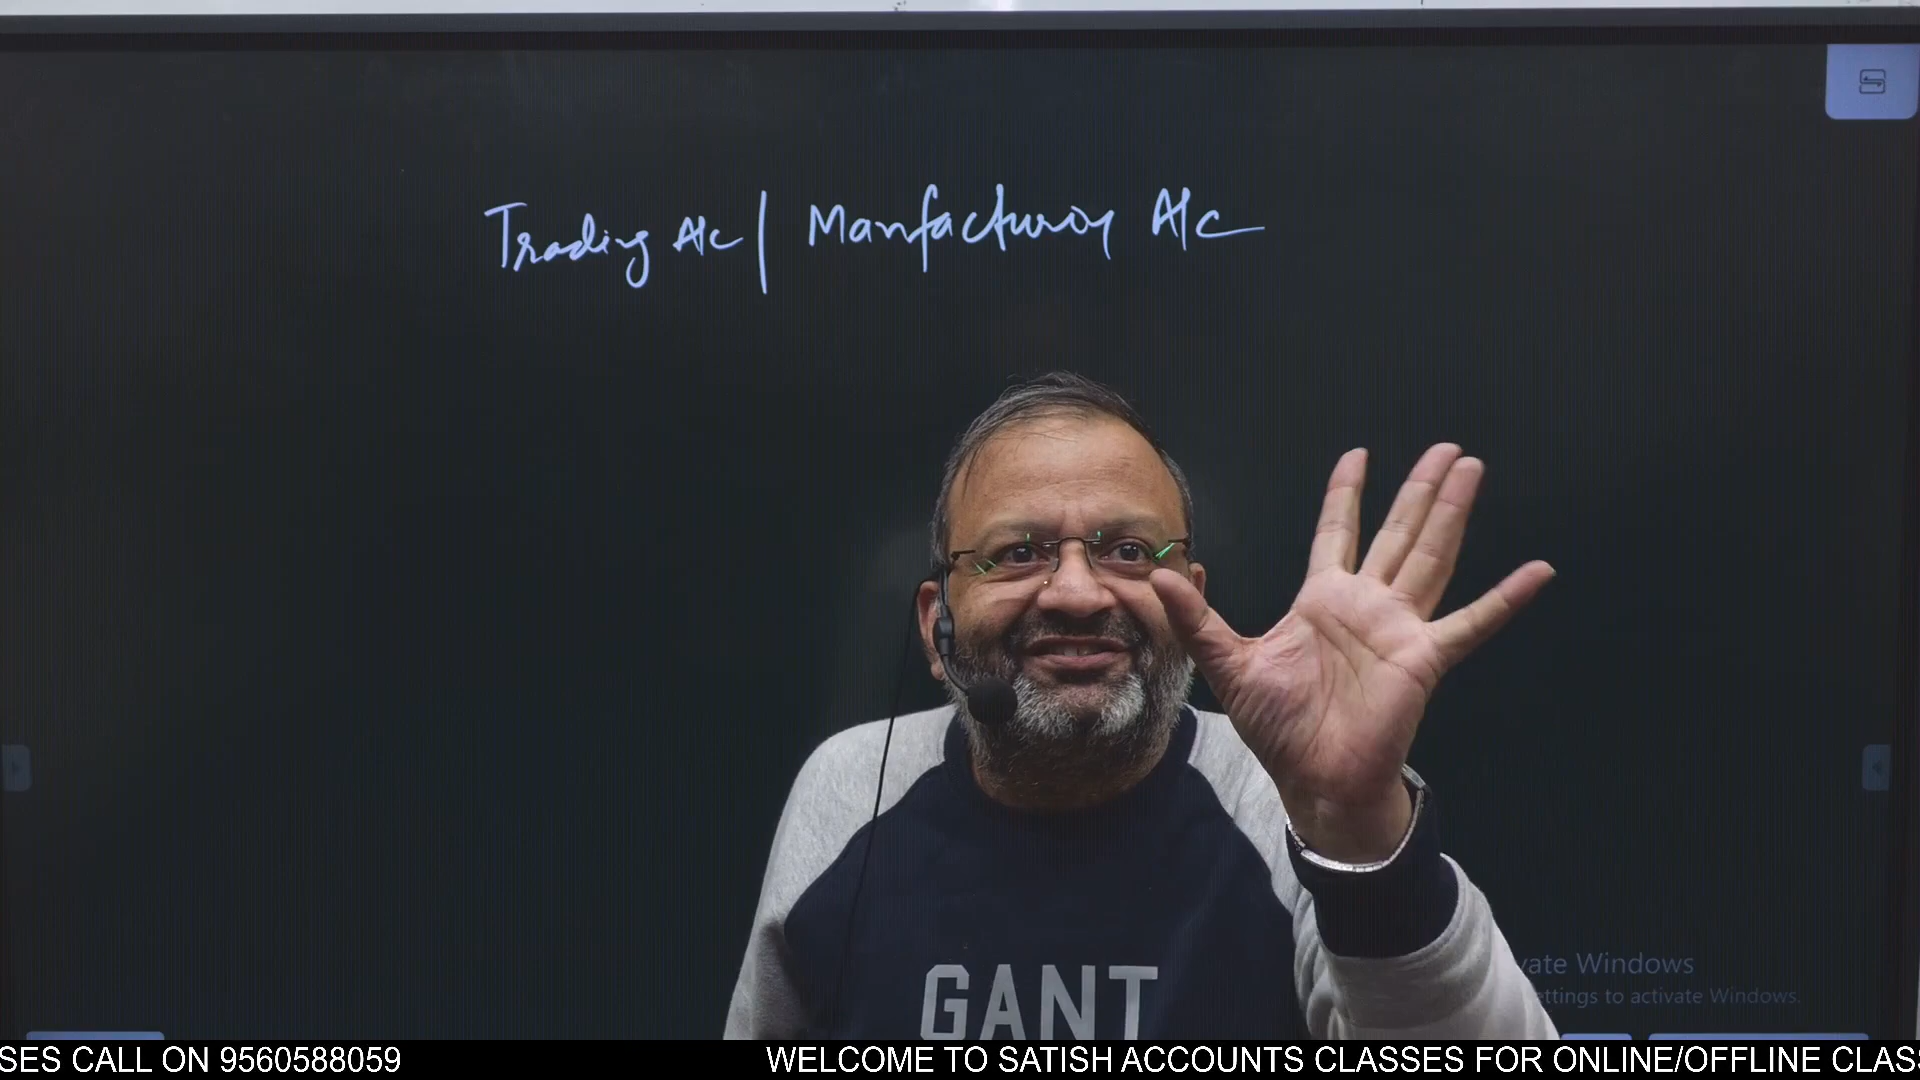 Trading A/c | Manfacturing A/c
GANT
vate Windows
ettings to activate Windows.
SES CALL ON 9560588059 WELCOME TO SATISH ACCOUNTS CLASSES FOR ONLINE/OFFLINE CLAS